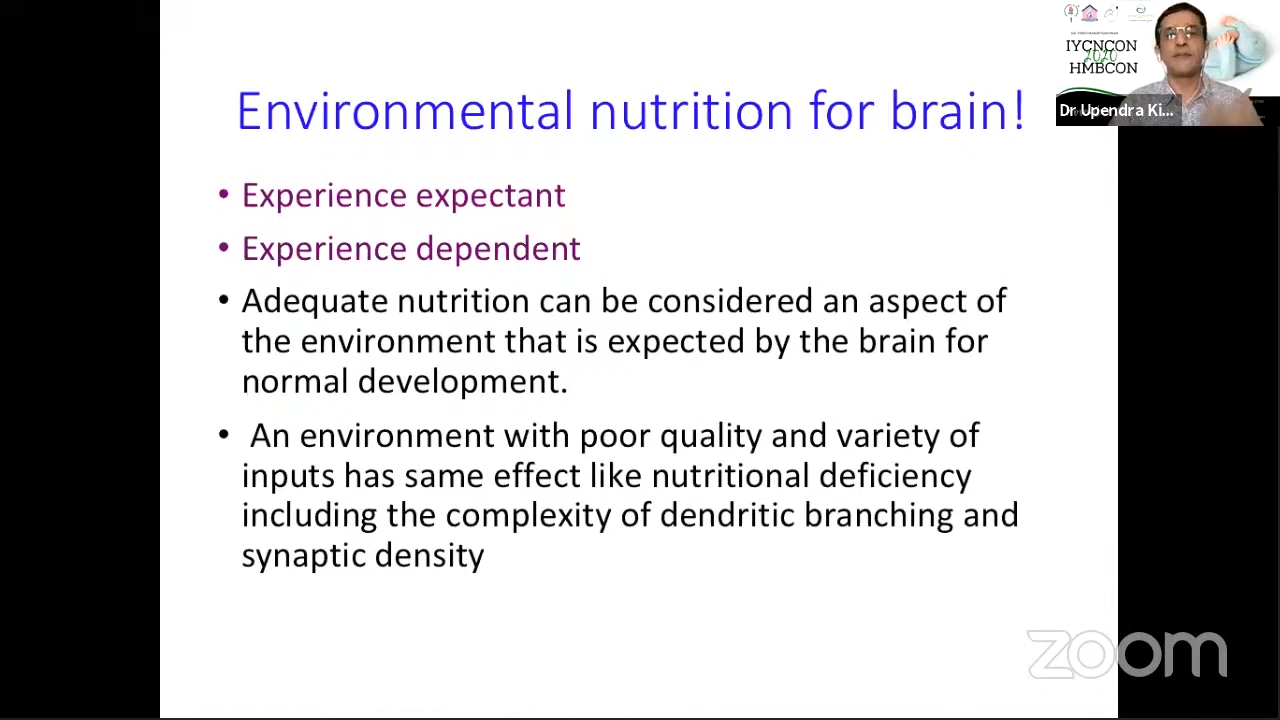 Environmental nutrition for brain!
• Experience expectant
• Experience dependent
• Adequate nutrition can be considered an aspect of
the environment that is expected by the brain for
normal development.
• An environment with poor quality and variety of
inputs has same effect like nutritional deficiency
including the complexity of dendritic branching and
synaptic density
IYCNCON
2020
HMBCON
Dr Upendra Ki...
zoom